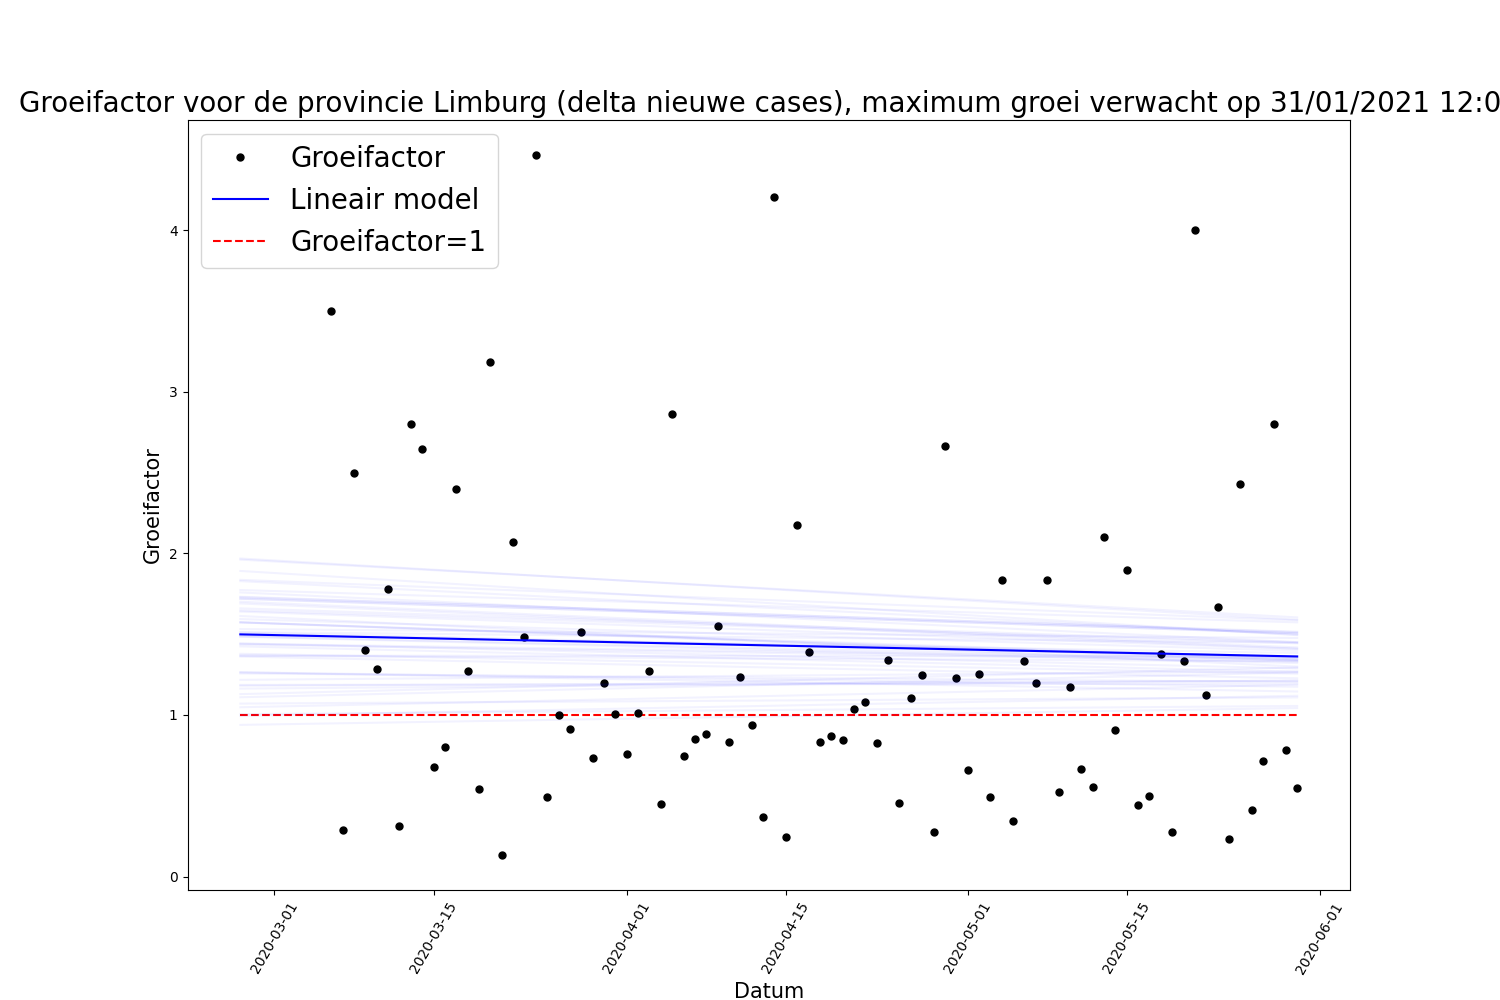 Groeifactor voor de provincie Limburg (delta nieuwe cases), maximum groei verwacht op 31/01/2021 12:0
Groeifactor
Lineair model
Groeifactor=1
Groeifactor
4
3
2
1
0
2020-03-01
2020-03-15
2020-04-01
2020-04-15
2020-05-01
2020-05-15
2020-06-01
Datum